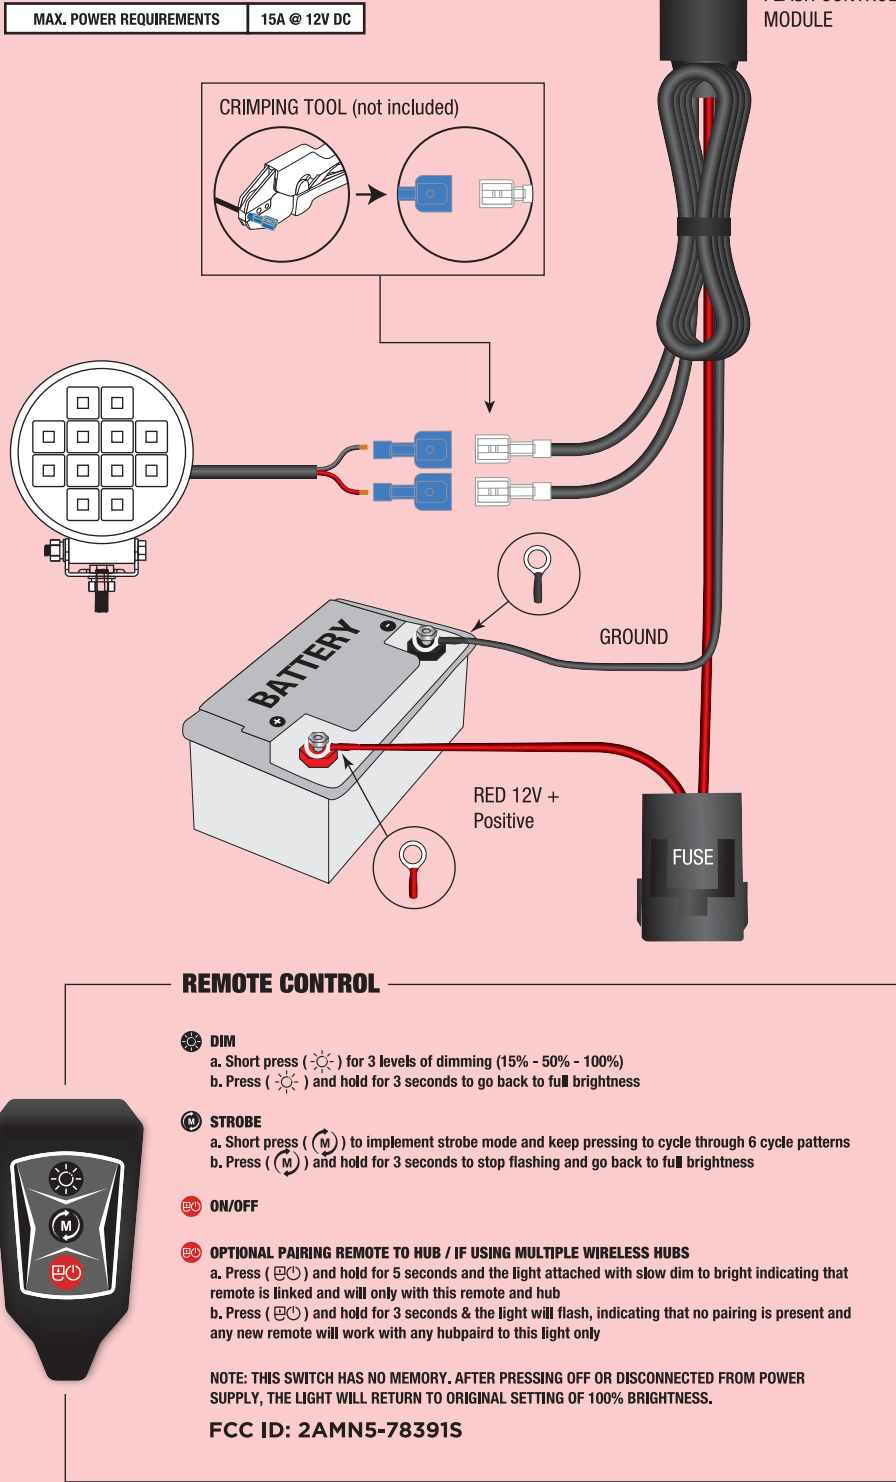 MAX. POWER REQUIREMENTS 15A @ 12V DC
MODULE
CRIMPING TOOL (not included)
BATTERY
GROUND
RED 12V +
Positive
FUSE
REMOTE CONTROL
DIM
a. Short press ( ) for 3 levels of dimming (15% - 50% - 100%)
b. Press ( ) and hold for 3 seconds to go back to full brightness
M STROBE
a. Short press ( M ) to implement strobe mode and keep pressing to cycle through 6 cycle patterns
b. Press ( M ) and hold for 3 seconds to stop flashing and go back to full brightness
M
ON/OFF
OPTIONAL PAIRING REMOTE TO HUB / IF USING MULTIPLE WIRELESS HUBS
a. Press ( ) and hold for 5 seconds and the light attached with slow dim to bright indicating that
remote is linked and will only with this remote and hub
b. Press ( ) and hold for 3 seconds & the light will flash, indicating that no pairing is present and
any new remote will work with any hubpaird to this light only
NOTE: THIS SWITCH HAS NO MEMORY. AFTER PRESSING OFF OR DISCONNECTED FROM POWER
SUPPLY, THE LIGHT WILL RETURN TO ORIGINAL SETTING OF 100% BRIGHTNESS.
FCC ID: 2AMN5-78391S